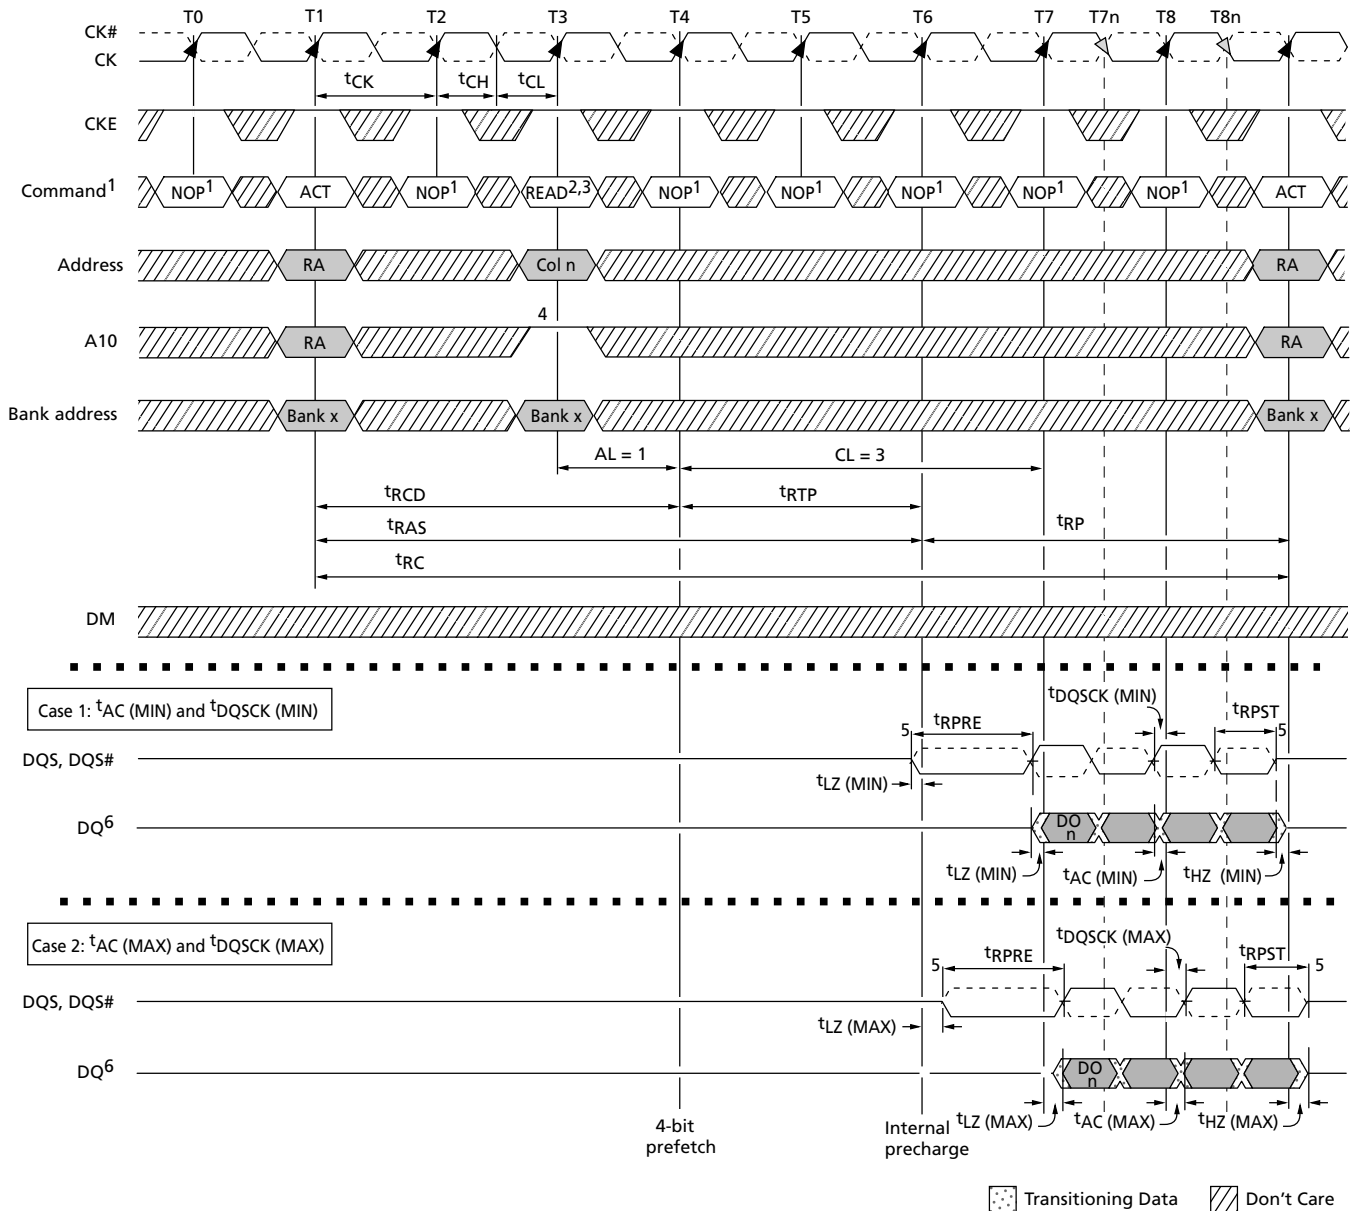 T0 T1 T2 T3 T4 T5 T6 T7 T7n T8 T8n
CK#
CK
tCK tCH tCL
CKE
Command1 NOP1 ACT NOP1 READ2,3 NOP1 NOP1 NOP1 NOP1 NOP1 ACT
Address RA Col n RA
4
A10 RA RA
Bank address Bank x Bank x Bank x
AL = 1 CL = 3
tRCD tRTP
tRAS tRP
tRC
DM
Case 1: tAC (MIN) and tDQSCK (MIN)
tDQSCK (MIN)
5 tRPRE tRPST 5
DQS, DQS#
tLZ (MIN)
DQ6 DO n
tLZ (MIN) tAC (MIN) tHZ (MIN)
Case 2: tAC (MAX) and tDQSCK (MAX)
tDQSCK (MAX)
5 tRPRE tRPST 5
DQS, DQS#
tLZ (MAX)
DQ6 DO n
tLZ (MAX) tAC (MAX) tHZ (MAX)
4-bit prefetch
Internal precharge
Transitioning Data Don't Care